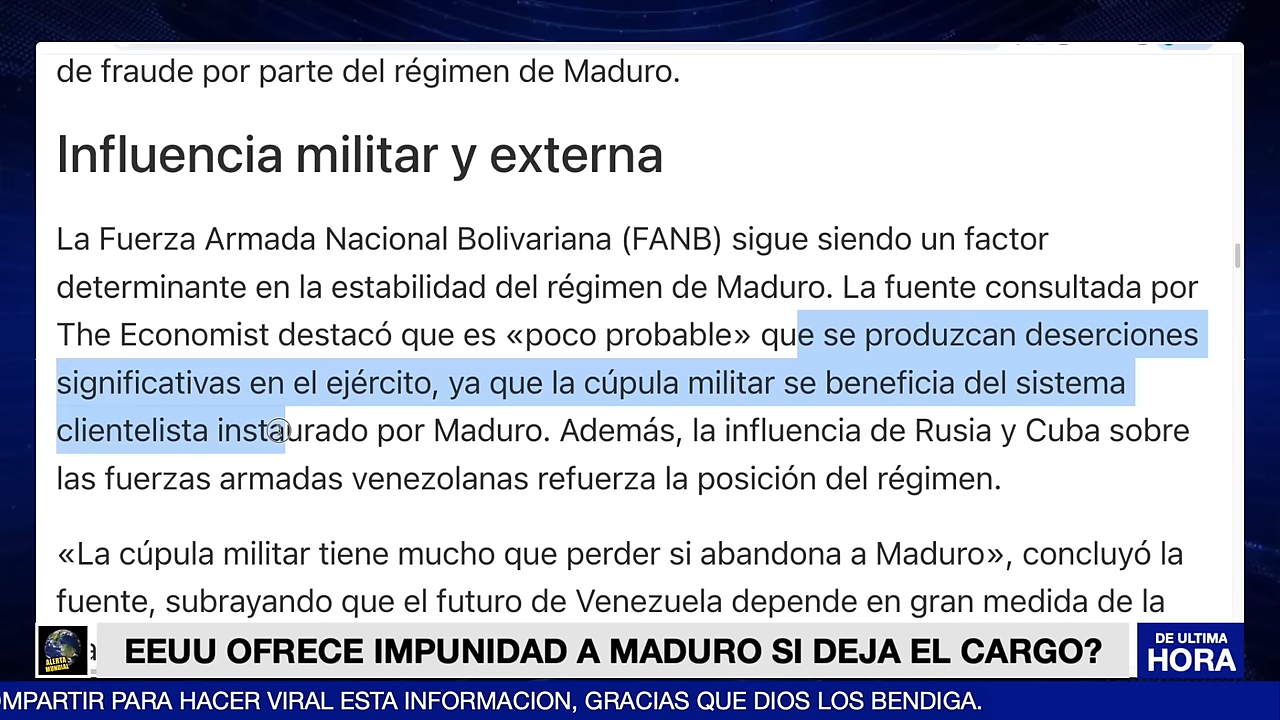 de fraude por parte del régimen de Maduro.
Influencia militar y externa
La Fuerza Armada Nacional Bolivariana (FANB) sigue siendo un factor
determinante en la estabilidad del régimen de Maduro. La fuente consultada por
The Economist destacó que es «poco probable» que se produzcan deserciones
significativas en el ejército, ya que la cúpula militar se beneficia del sistema
clientelista instaurado por Maduro. Además, la influencia de Rusia y Cuba sobre
las fuerzas armadas venezolanas refuerza la posición del régimen.
«La cúpula militar tiene mucho que perder si abandona a Maduro», concluyó la
fuente, subrayando que el futuro de Venezuela depende en gran medida de la
ALERTA
MUNDIAL
EEUU OFRECE IMPUNIDAD A MADURO SI DEJA EL CARGO?
DE ULTIMA
HORA
OMPARTIR PARA HACER VIRAL ESTA INFORMACION, GRACIAS QUE DIOS LOS BENDIGA.